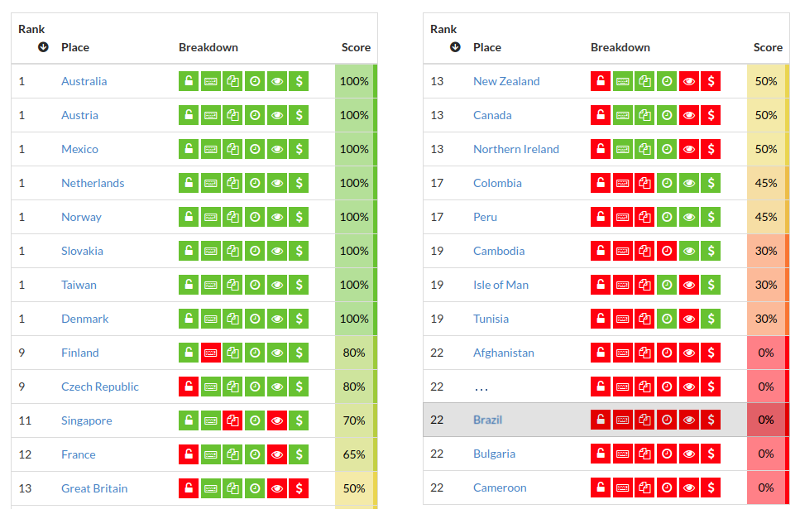 Rank
Place Breakdown Score
1 Australia $ 100%
1 Austria $ 100%
1 Mexico $ 100%
1 Netherlands $ 100%
1 Norway $ 100%
1 Slovakia $ 100%
1 Taiwan $ 100%
1 Denmark $ 100%
9 Finland $ 80%
9 Czech Republic $ 80%
11 Singapore $ 70%
12 France $ 65%
13 Great Britain $ 50%
Rank
Place Breakdown Score
13 New Zealand $ 50%
13 Canada $ 50%
13 Northern Ireland $ 50%
17 Colombia $ 45%
17 Peru $ 45%
19 Cambodia $ 30%
19 Isle of Man $ 30%
19 Tunisia $ 30%
22 Afghanistan $ 0%
22 ... $ 0%
22 Brazil $ 0%
22 Bulgaria $ 0%
22 Cameroon $ 0%